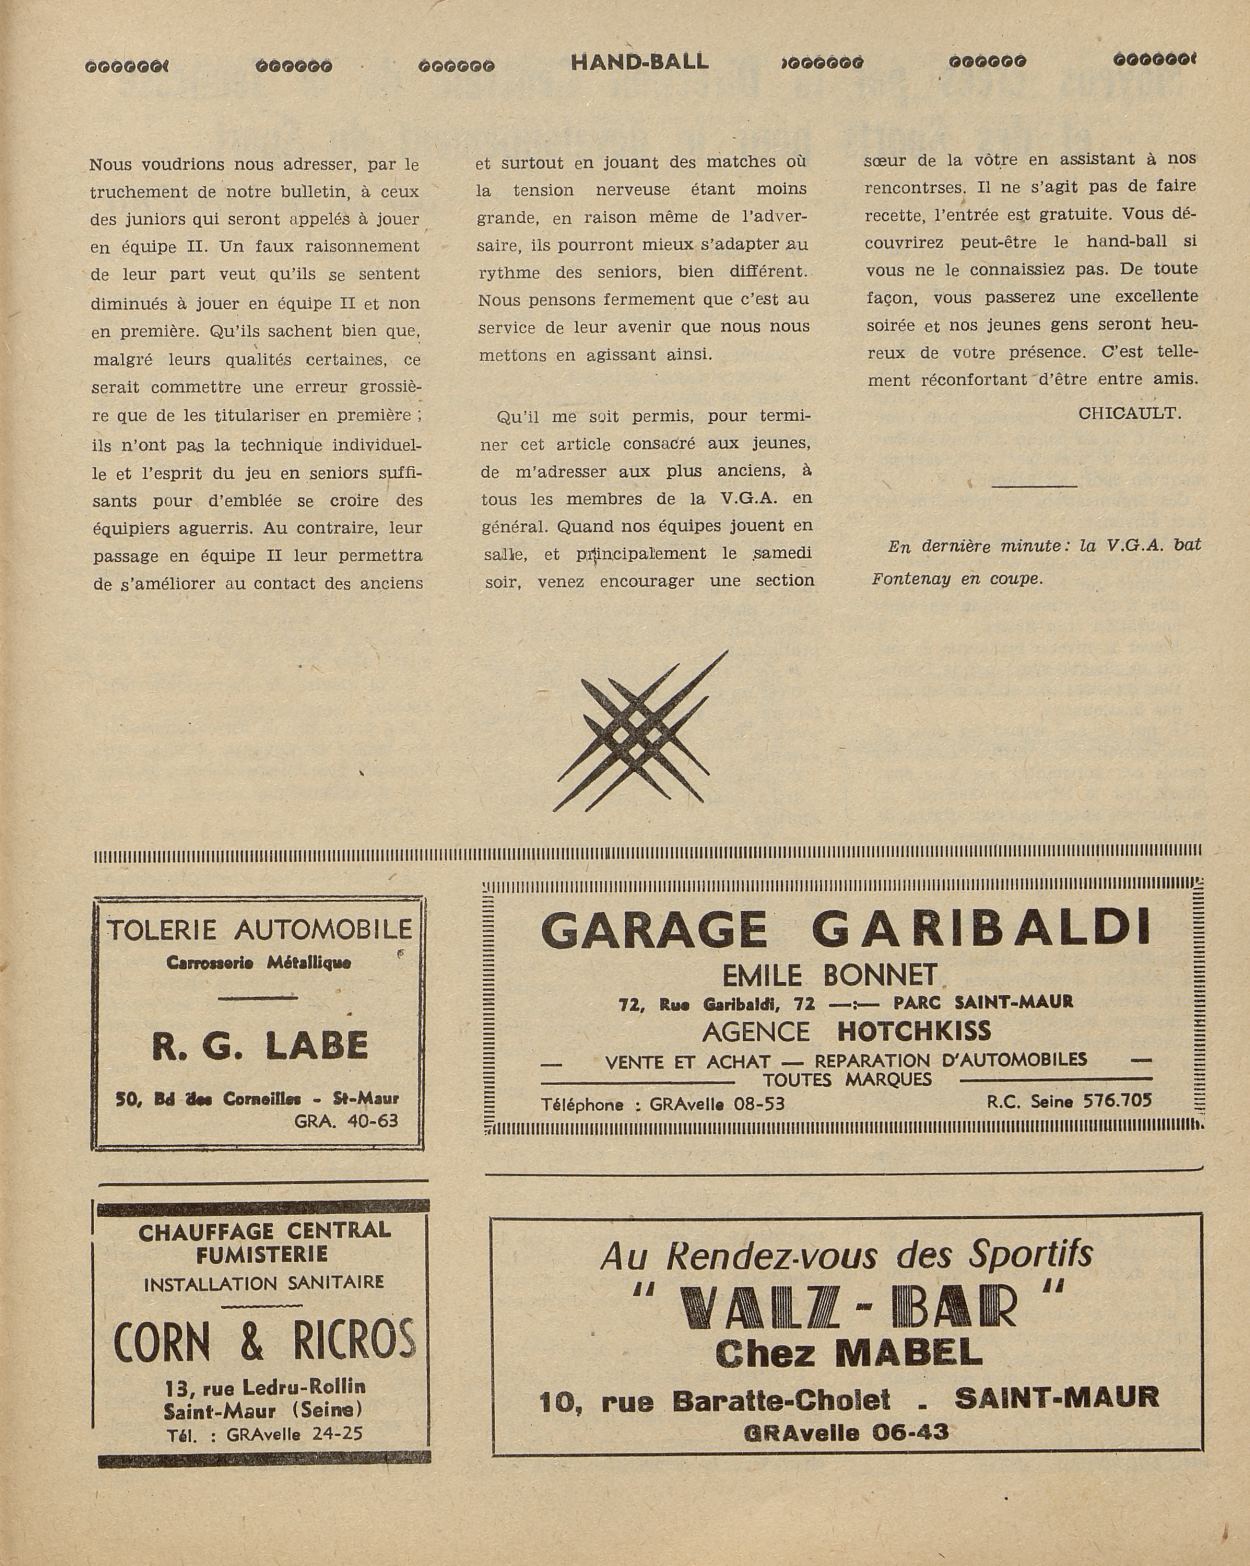 HAND-BALL
Nous voudrions nous adresser, par le
truchement de notre bulletin, à ceux
des juniors qui seront appelés à jouer
en équipe II. Un faux raisonnement
de leur part veut qu'ils se sentent
diminués à jouer en équipe II et non
en première. Qu'ils sachent bien que,
malgré leurs qualités certaines, ce
serait commettre une erreur grossiè-
re que de les titulariser en première ;
ils n'ont pas la technique individuel-
le et l'esprit du jeu en seniors suffi-
sants pour d'emblée se croire des
équipiers aguerris. Au contraire, leur
passage en équipe II leur permettra
de s'améliorer au contact des anciens
et surtout en jouant des matches où
la tension nerveuse étant moins
grande, en raison même de l'adver-
saire, ils pourront mieux s'adapter au
rythme des seniors, bien différent.
Nous pensons fermement que c'est au
service de leur avenir que nous nous
mettons en agissant ainsi.
Qu'il me soit permis, pour termi-
ner cet article consacré aux jeunes,
de m'adresser aux plus anciens, à
tous les membres de la V.G.A. en
général. Quand nos équipes jouent en
salle, et principalement le samedi
soir, venez encourager une section
sœur de la vôtre en assistant à nos
rencontrses. Il ne s'agit pas de faire
recette, l'entrée est gratuite. Vous dé-
couvrirez peut-être le hand-ball si
vous ne le connaissiez pas. De toute
façon, vous passerez une excellente
soirée et nos jeunes gens seront heu-
reux de votre présence. C'est telle-
ment réconfortant d'être entre amis.
CHICAULT.
En dernière minute : la V.G.A. bat
Fontenay en coupe.
TOLERIE AUTOMOBILE
Carrosserie Métallique
R. G. LABE
50, Bd des Corneilles - St-Maur
GRA. 40-63
GARAGE GARIBALDI
EMILE BONNET
72, Rue Garibaldi, 72 —:— PARC SAINT-MAUR
AGENCE HOTCHKISS
— VENTE ET ACHAT — REPARATION D'AUTOMOBILES —
TOUTES MARQUES
Téléphone : GRAvelle 08-53 R.C. Seine 576.705
CHAUFFAGE CENTRAL
FUMISTERIE
INSTALLATION SANITAIRE
CORN & RICROS
13, rue Ledru-Rollin
Saint-Maur (Seine)
Tél. : GRAvelle 24-25
Au Rendez-vous des Sportifs
" VALZ - BAR "
Chez MABEL
10, rue Baratte-Cholet . SAINT-MAUR
GRAvelle 06-43